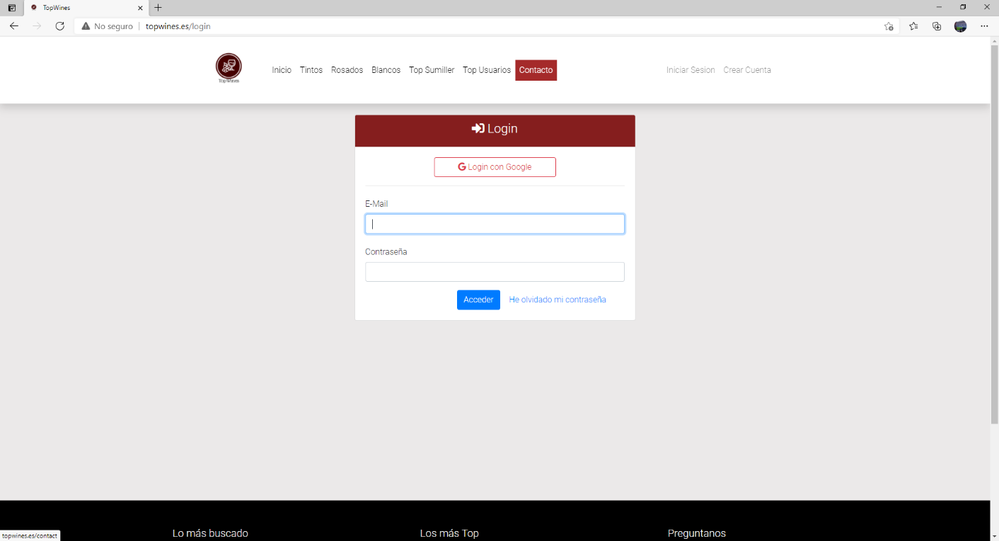 TopWines
No seguro | topwines.es/login
TopWines
Inicio Tintos Rosados Blancos Top Sumiller Top Usuarios Contacto Iniciar Sesion Crear Cuenta
Login
G Login con Google
E-Mail
Contraseña
Acceder He olvidado mi contraseña
Lo más buscado Los más Top Preguntanos
topwines.es/contact